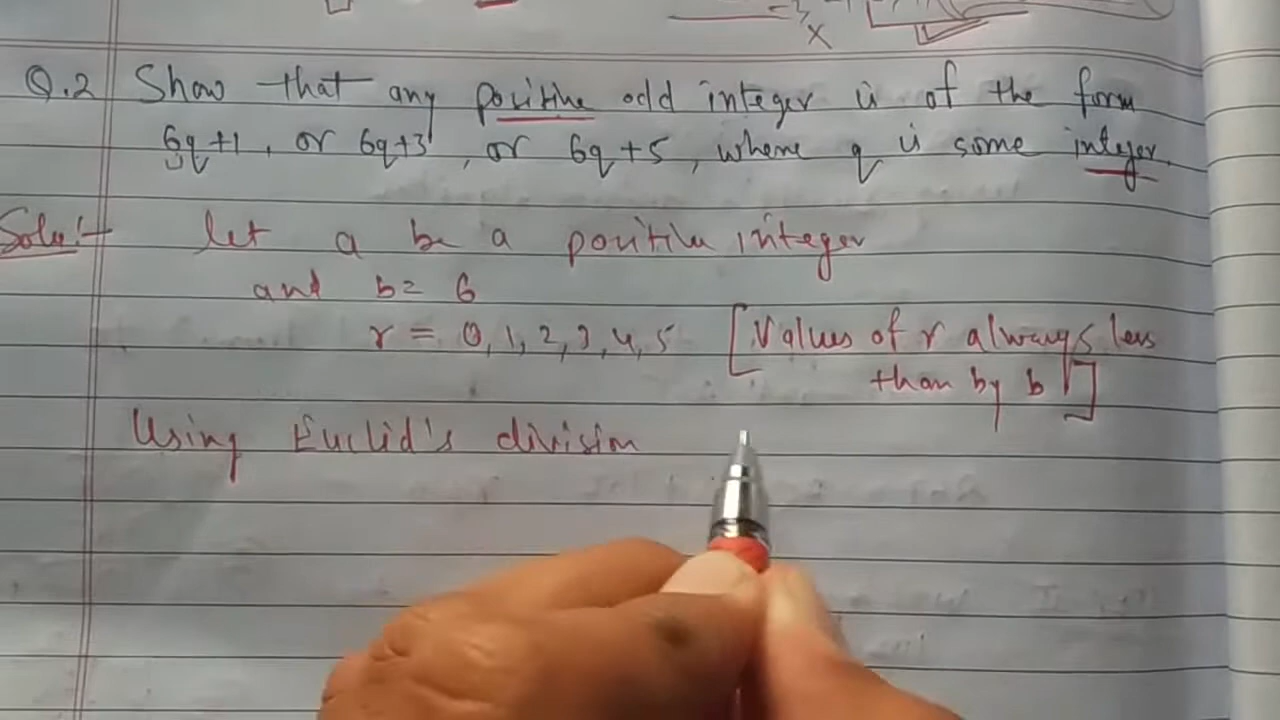 Q.2 Show that any positive odd integer is of the form
6q+1, or 6q+3, or 6q+5, where q is some integer.
Solu:- let a be a positive integer
and b= 6
r = 0, 1, 2, 3, 4, 5 [Values of r always less
than by b]
Using Euclid's division